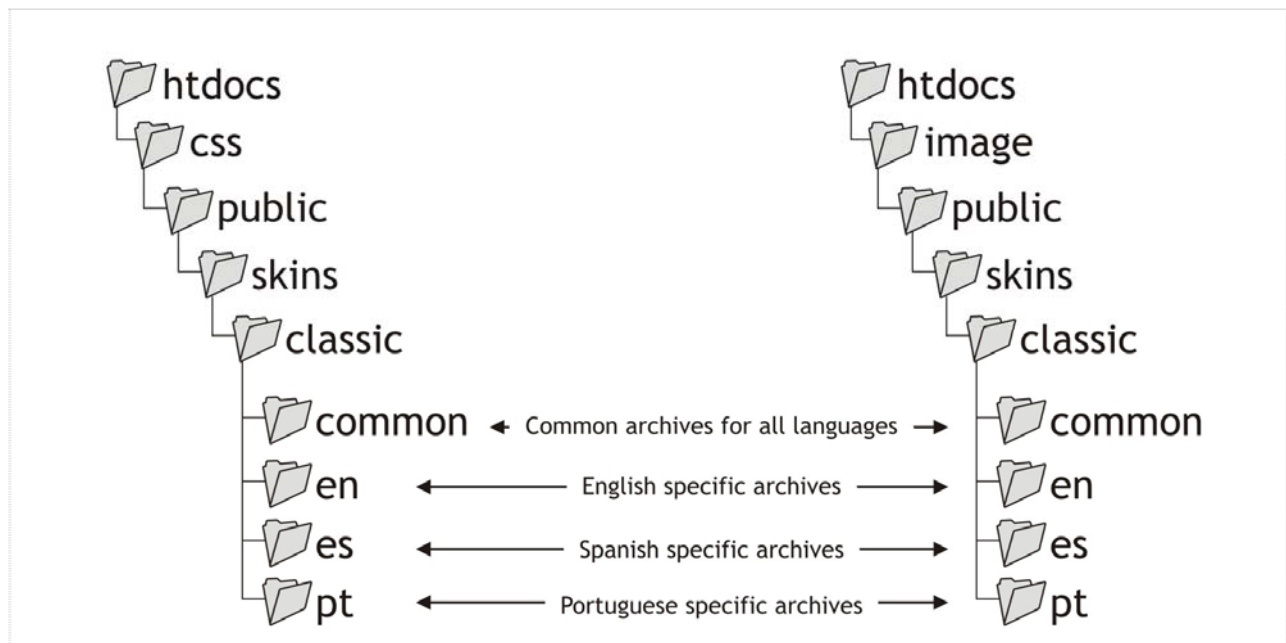 htdocs
css
public
skins
classic
common
en
es
pt
Common archives for all languages
English specific archives
Spanish specific archives
Portuguese specific archives
htdocs
image
public
skins
classic
common
en
es
pt